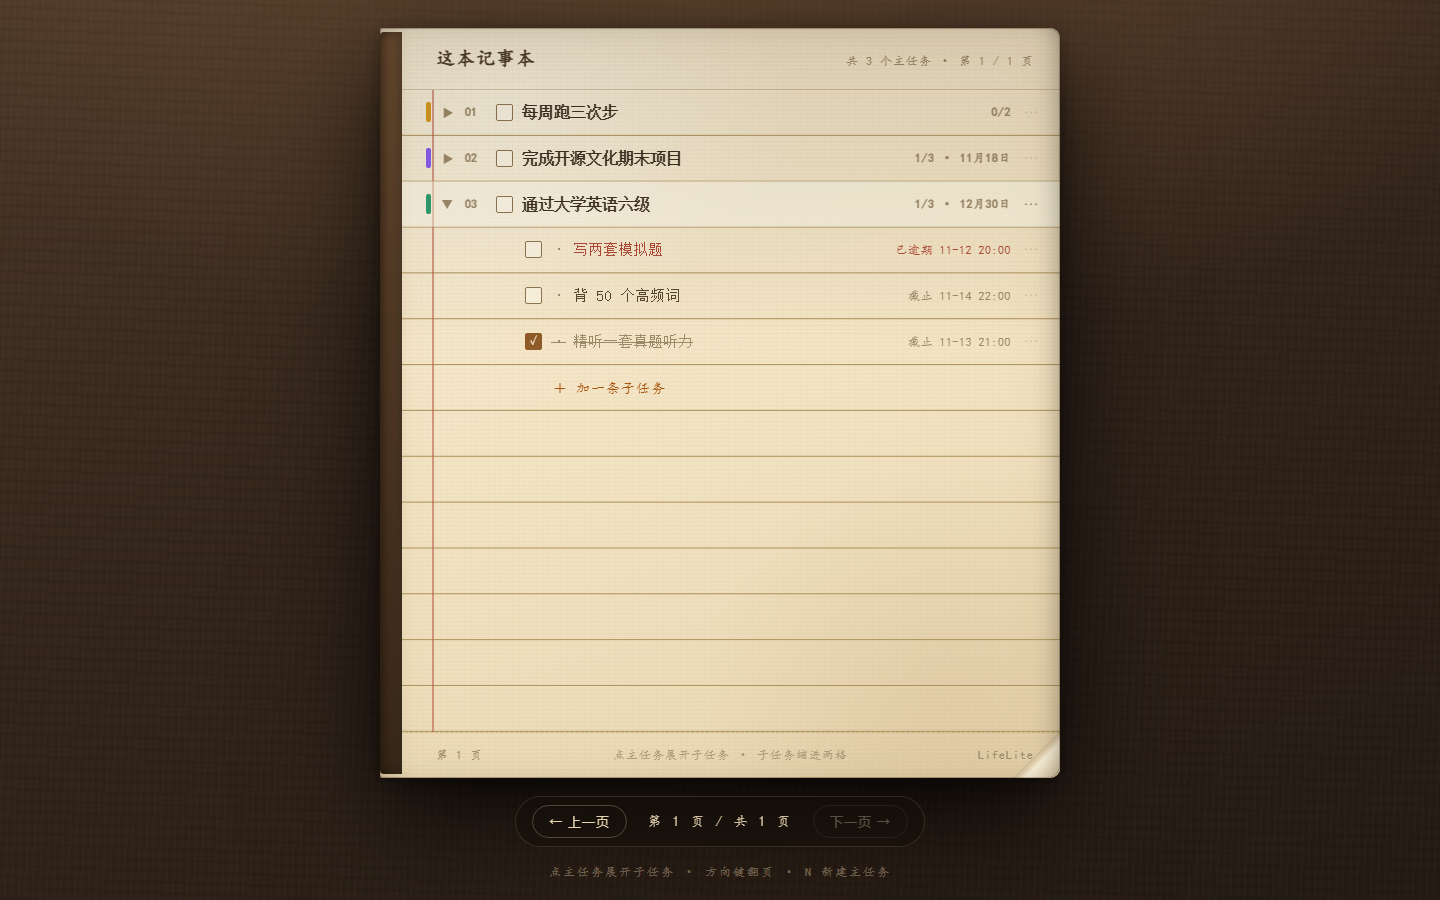 这本记事本
共 3 个主任务 • 第 1 / 1 页
▶ 01 每周跑三次步 0/2 ···
▶ 02 完成开源文化期末项目 1/3 • 11月18日 ···
▼ 03 通过大学英语六级 1/3 • 12月30日 ···
· 写两套模拟题 已逾期 11-12 20:00 ···
· 背 50 个高频词 截止 11-14 22:00 ···
✓ · 精听一套真题听力 截止 11-13 21:00 ···
+ 加一条子任务
第 1 页 点主任务展开子任务 • 子任务缩进两格 LifeLite
← 上一页 第 1 页 / 共 1 页 下一页 →
点主任务展开子任务 • 方向键翻页 • N 新建主任务